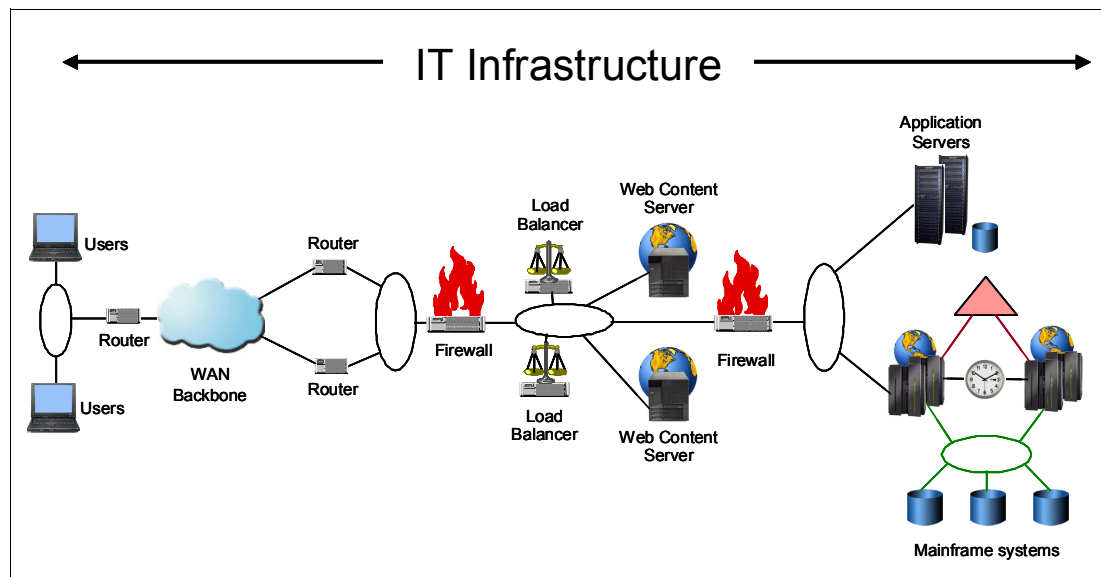 IT Infrastructure
Application
Servers
Web Content
Server
Load
Balancer
Users
Router
Router
Firewall
Firewall
WAN
Backbone
Router
Users
Load
Balancer
Web Content
Server
Mainframe systems